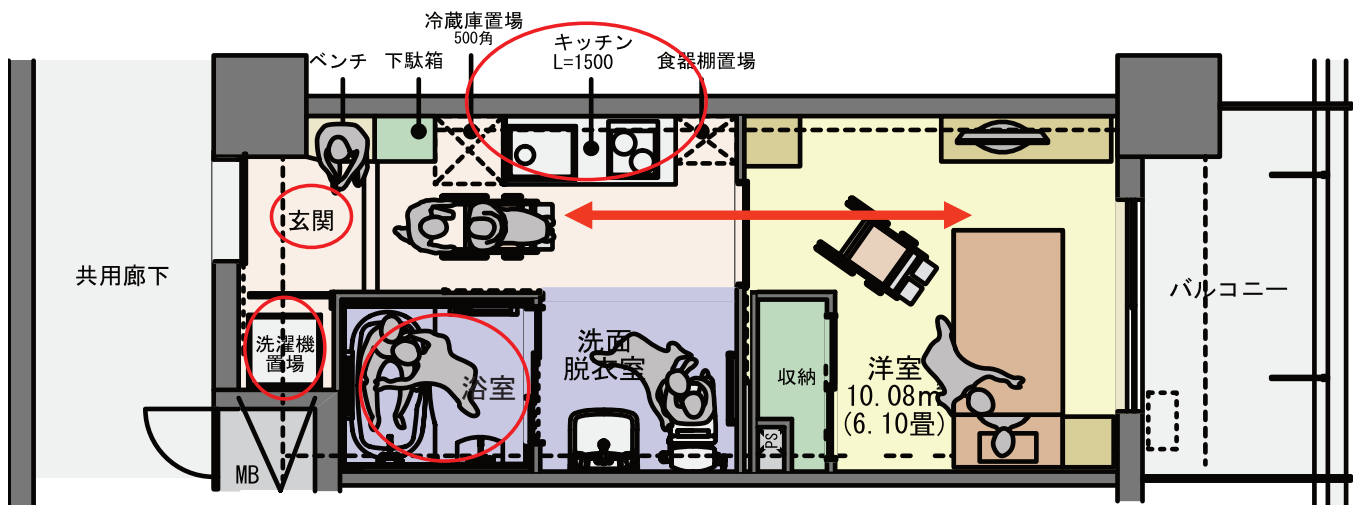 冷蔵庫置場
500角
ベンチ
下駄箱
キッチン
L=1500
食器棚置場
玄関
共用廊下
洗濯機
置場
浴室
洗面
脱衣室
収納
PS
洋室
10.08㎡
(6.10畳)
バルコニー
MB